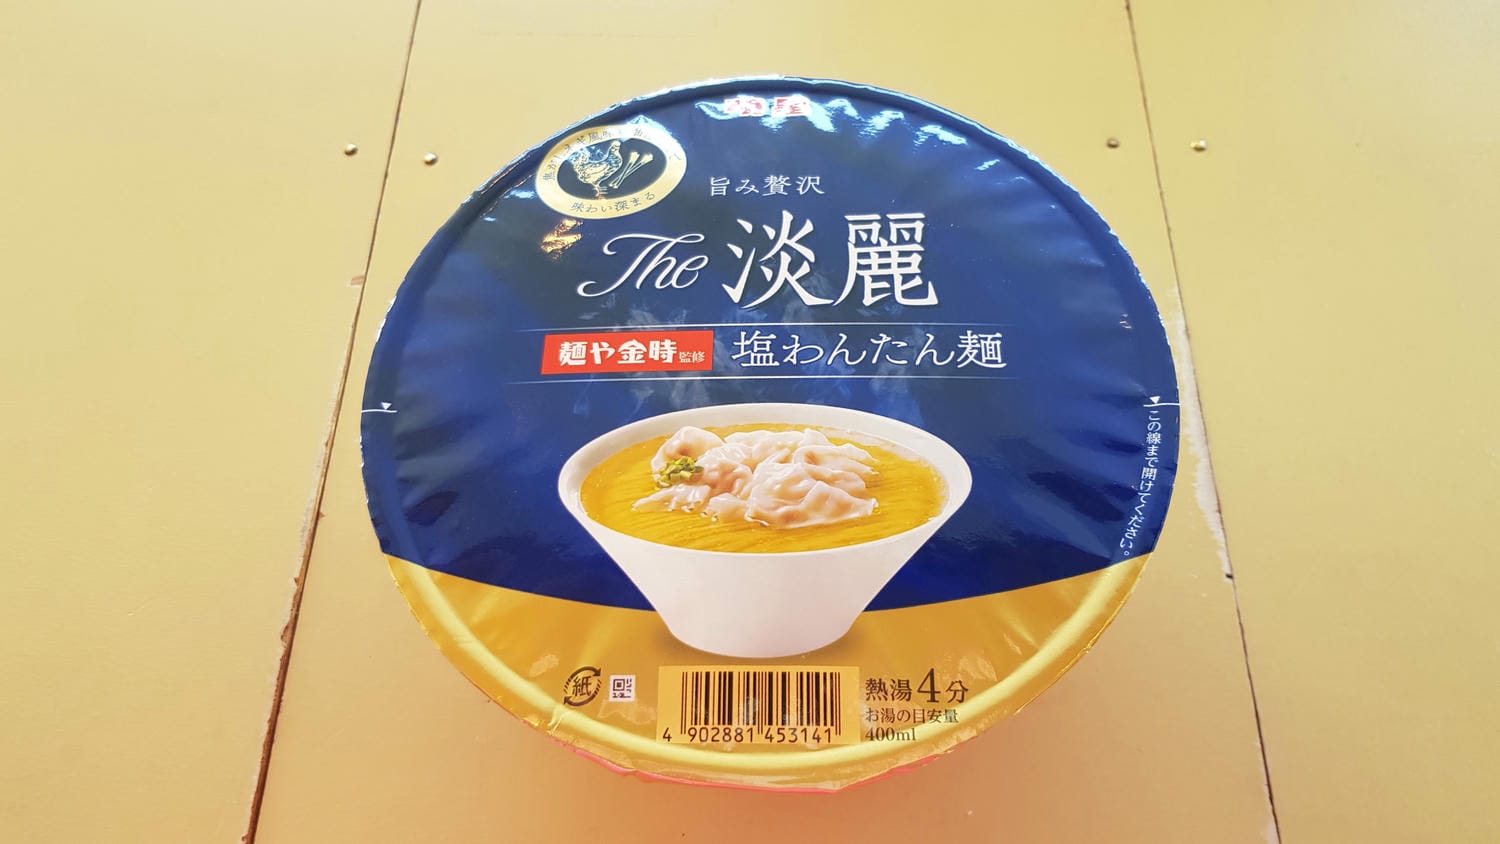 明星
味わい深まる
旨み贅沢
The 淡麗
麺や金時監修 塩わんたん麺
この線まで開けてください。
紙
熱湯4分
お湯の目安量
400ml
4 902881 453141